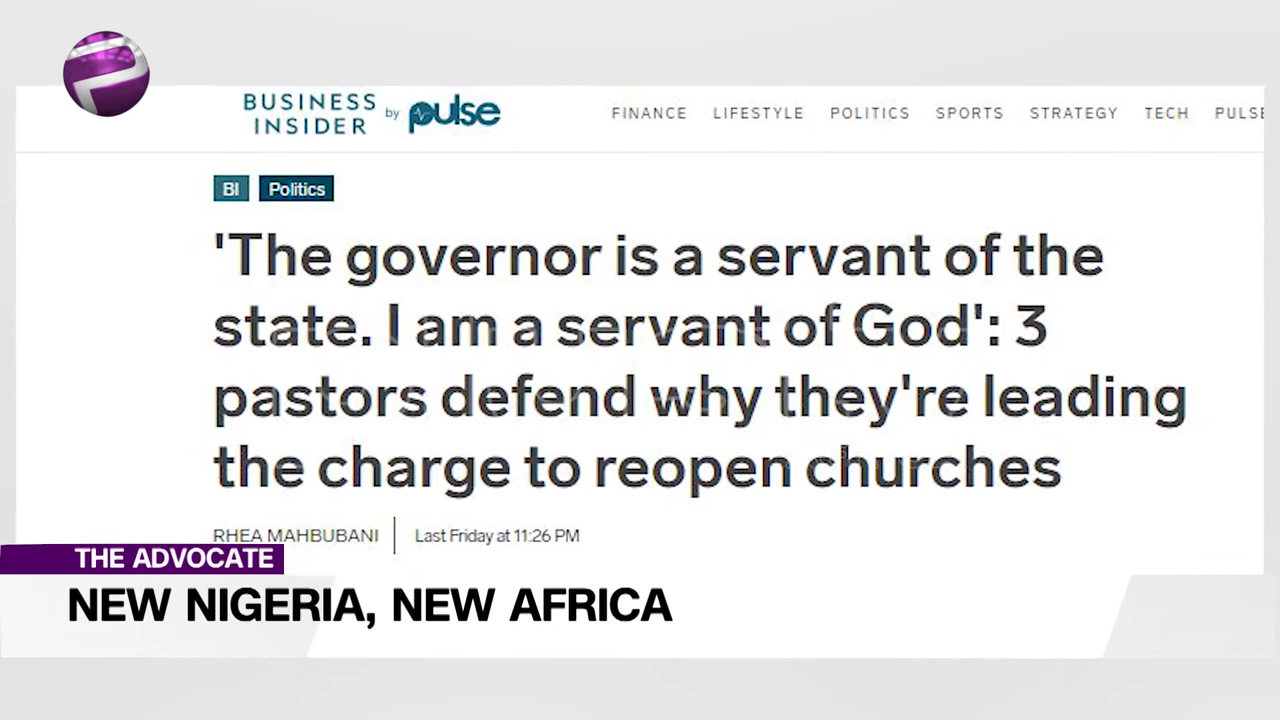 BUSINESS
INSIDER
by
pulse
FINANCE LIFESTYLE POLITICS SPORTS STRATEGY TECH
BI Politics
'The governor is a servant of the
state. I am a servant of God': 3
pastors defend why they're leading
the charge to reopen churches
RHEA MAHBUBANI Last Friday at 11:26 PM
THE ADVOCATE
NEW NIGERIA, NEW AFRICA